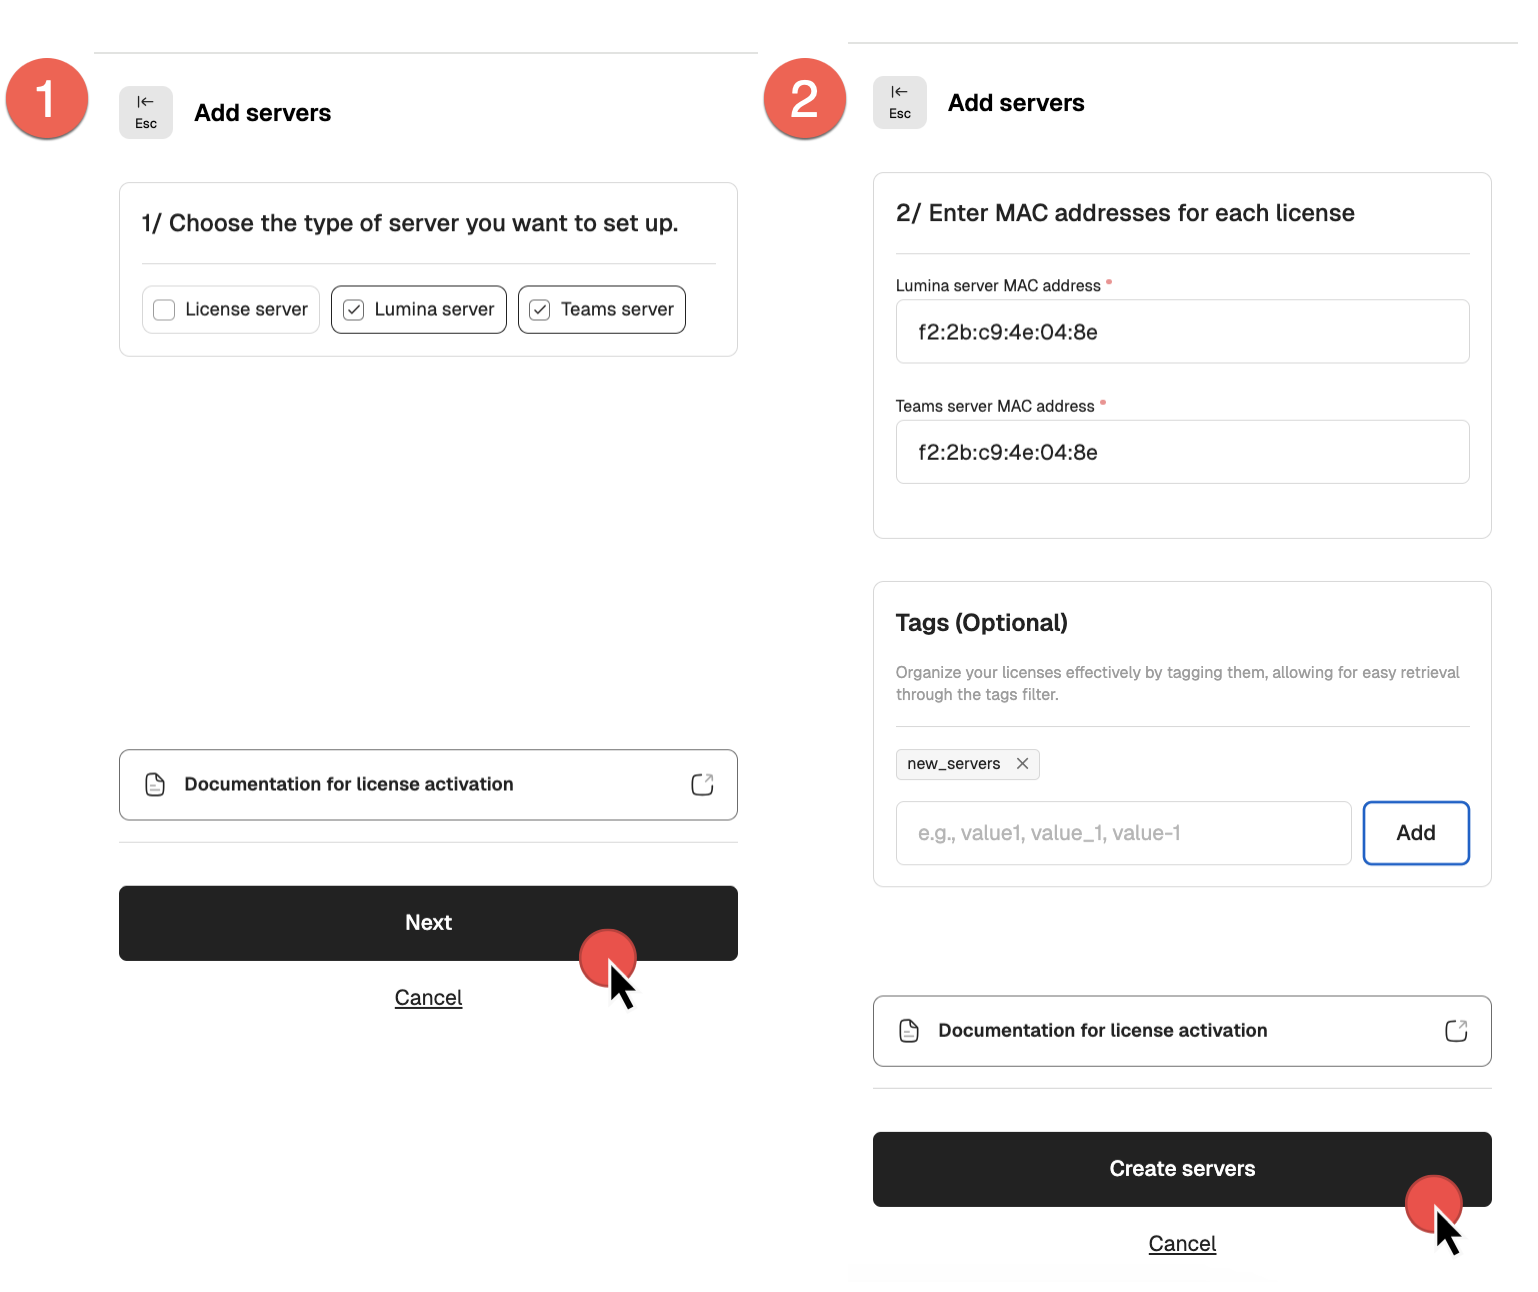 1
Esc
Add servers
1/ Choose the type of server you want to set up.
License server
Lumina server
Teams server
Documentation for license activation
Next
Cancel
2
Esc
Add servers
2/ Enter MAC addresses for each license
Lumina server MAC address *
f2:2b:c9:4e:04:8e
Teams server MAC address *
f2:2b:c9:4e:04:8e
Tags (Optional)
Organize your licenses effectively by tagging them, allowing for easy retrieval
through the tags filter.
new_servers
e.g., value1, value_1, value-1
Add
Documentation for license activation
Create servers
Cancel